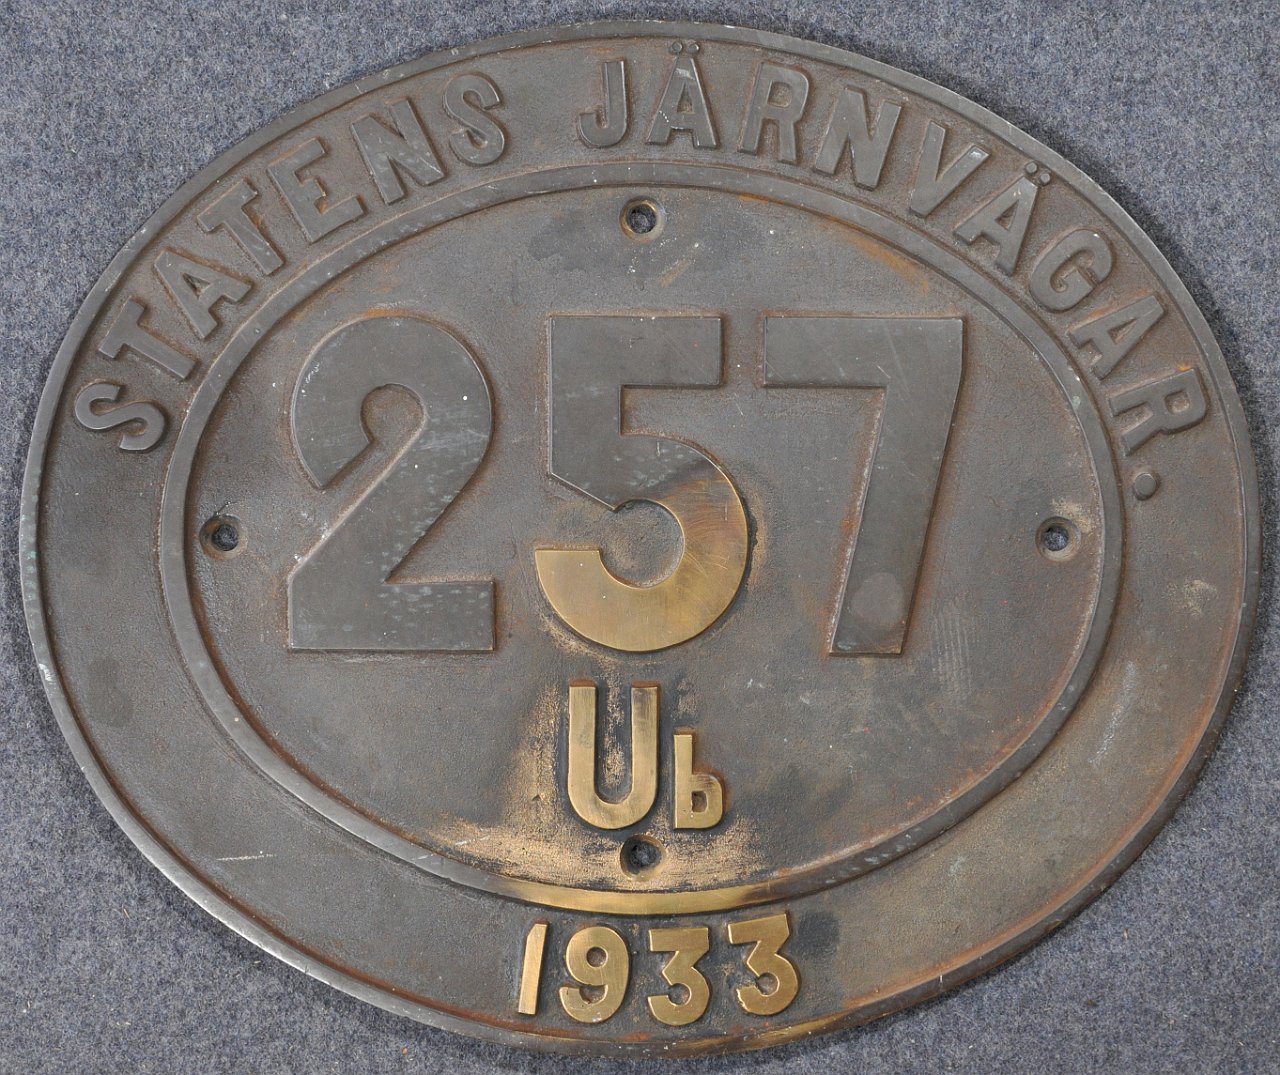 STATENS JÄRNVÄGAR.
257
Ub
1933